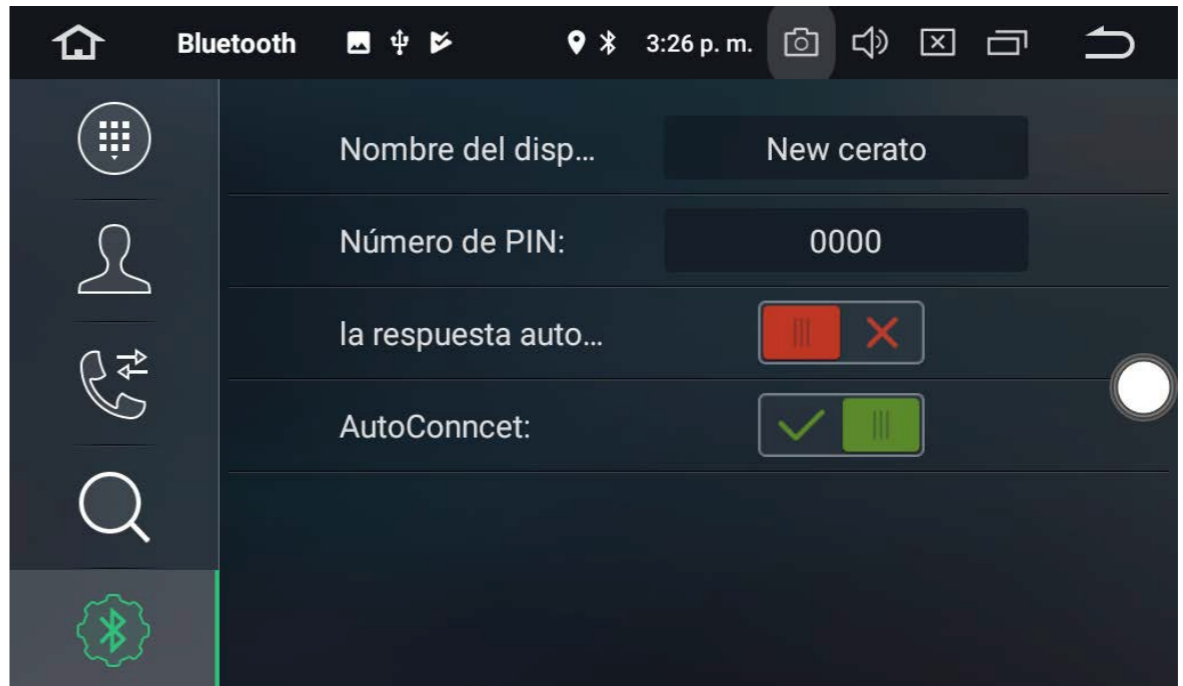 Bluetooth 3:26 p. m.
Nombre del disp... New cerato
Número de PIN: 0000
la respuesta auto...
AutoConncet: